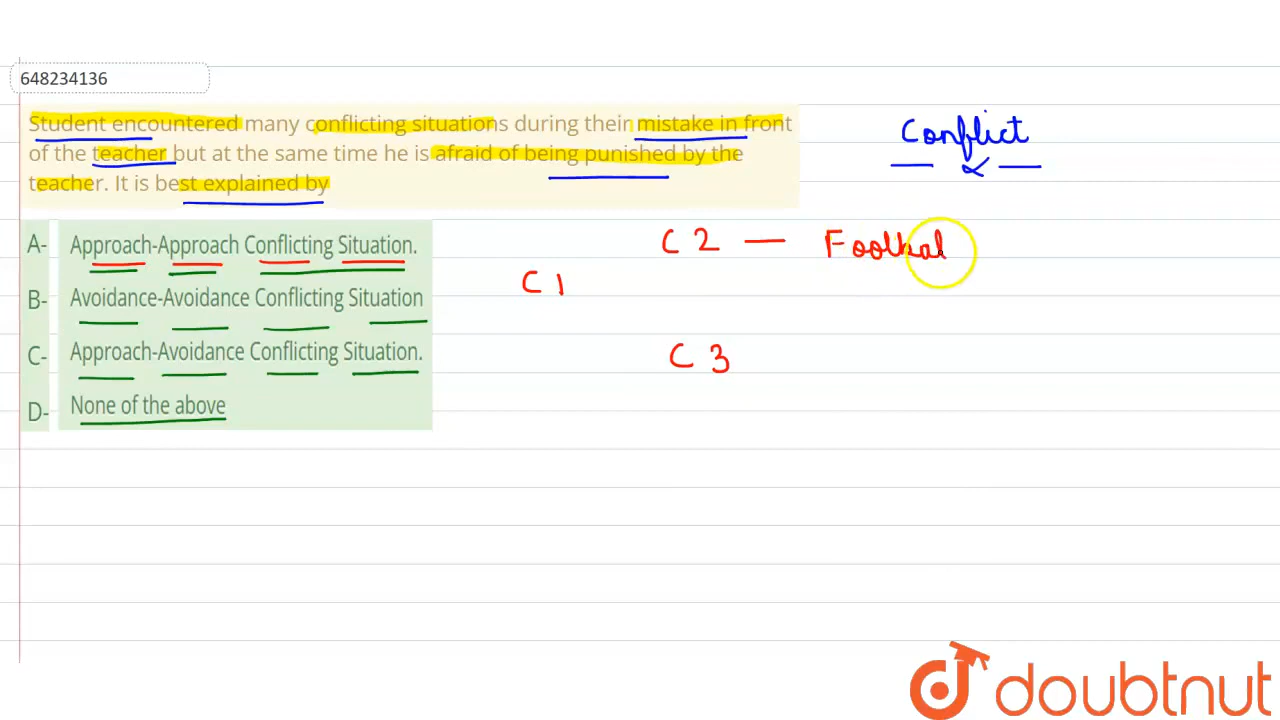 648234136
Student encountered many conflicting situations during their mistake in front
of the teacher but at the same time he is afraid of being punished by the
teacher. It is best explained by
Conflict
A- Approach-Approach Conflicting Situation.
B- Avoidance-Avoidance Conflicting Situation
C- Approach-Avoidance Conflicting Situation.
D- None of the above
C 2 — Footbal
C 1
C 3
doubtnut